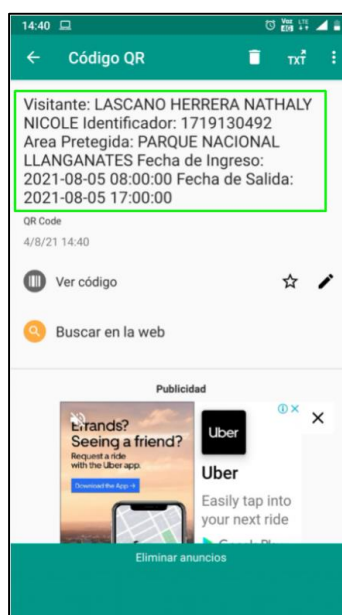 14:40
Voz LTE
4G
Código QR
TXT
Visitante: LASCANO HERRERA NATHALY
NICOLE Identificador: 1719130492
Area Pretegida: PARQUE NACIONAL
LLANGANATES Fecha de Ingreso:
2021-08-05 08:00:00 Fecha de Salida:
2021-08-05 17:00:00
QR Code
4/8/21 14:40
Ver código
Buscar en la web
Publicidad
Errands?
Seeing a friend?
Request a ride
with the Uber app.
Download the App →
Uber
Uber
Easily tap into
your next ride
Eliminar anuncios